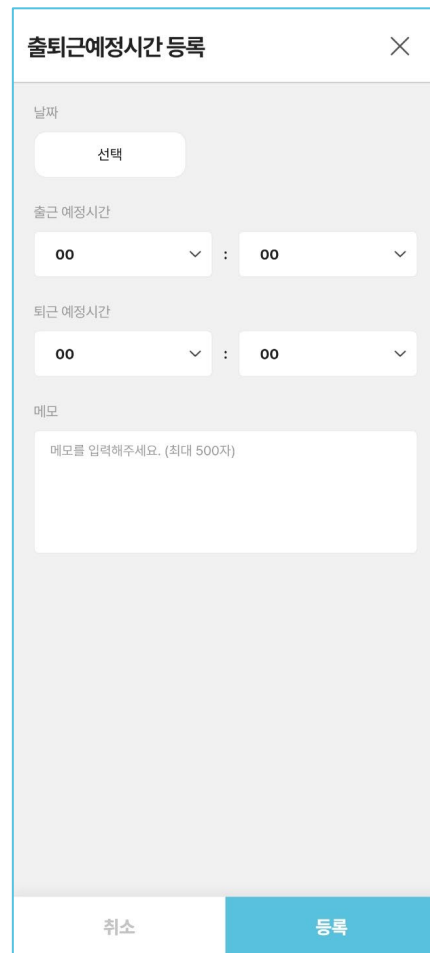 출퇴근예정시간 등록
날짜
선택
출근 예정시간
00 : 00
퇴근 예정시간
00 : 00
메모
메모를 입력해주세요. (최대 500자)
취소 등록